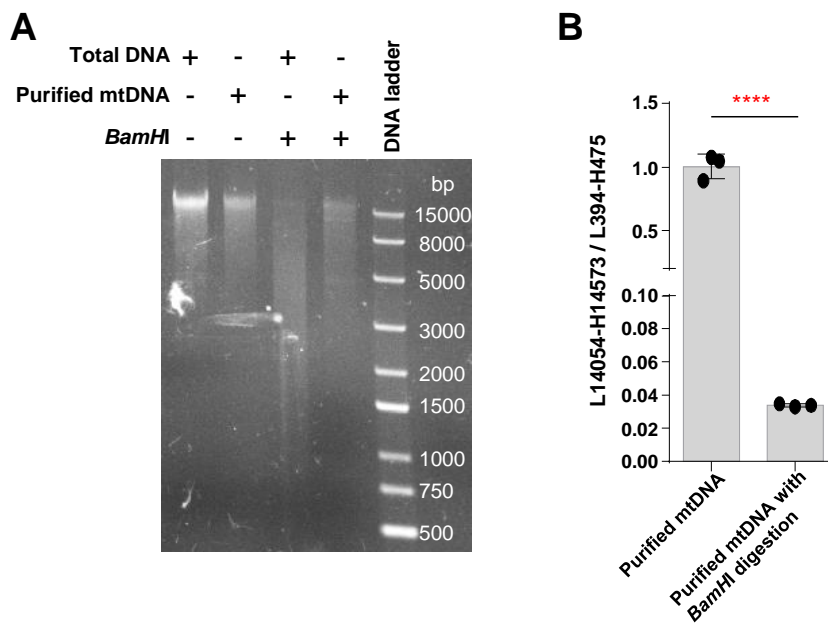 A
Total DNA + - + -
Purified mtDNA - + - +
BamHI - - + +
DNA ladder
bp
15000
8000
5000
3000
2000
1500
1000
750
500
B
****
L14054-H14573 / L394-H475
1.5
1.0
0.5
0.10
0.08
0.06
0.04
0.02
0.00
Purified mtDNA
Purified mtDNA with
BamHI digestion